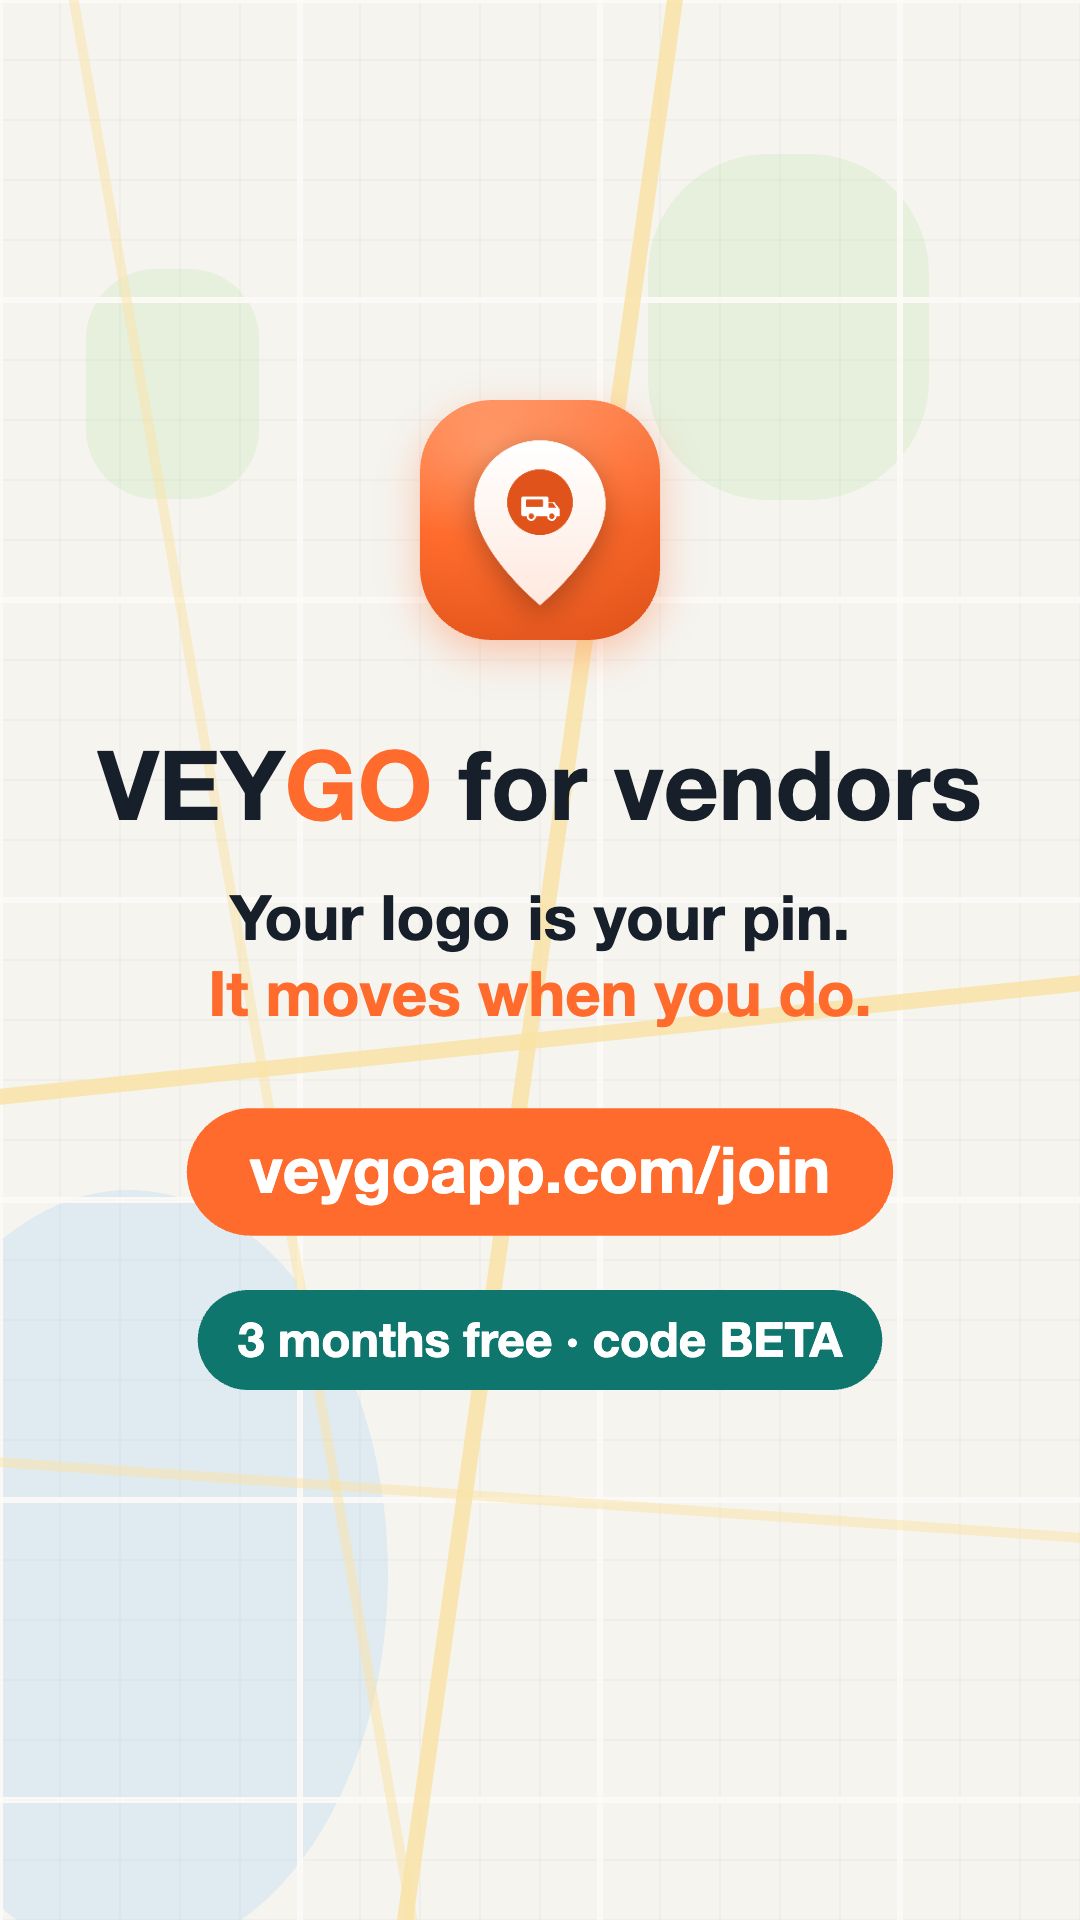 VEYGO for vendors
Your logo is your pin.
It moves when you do.
veygoapp.com/join
3 months free · code BETA